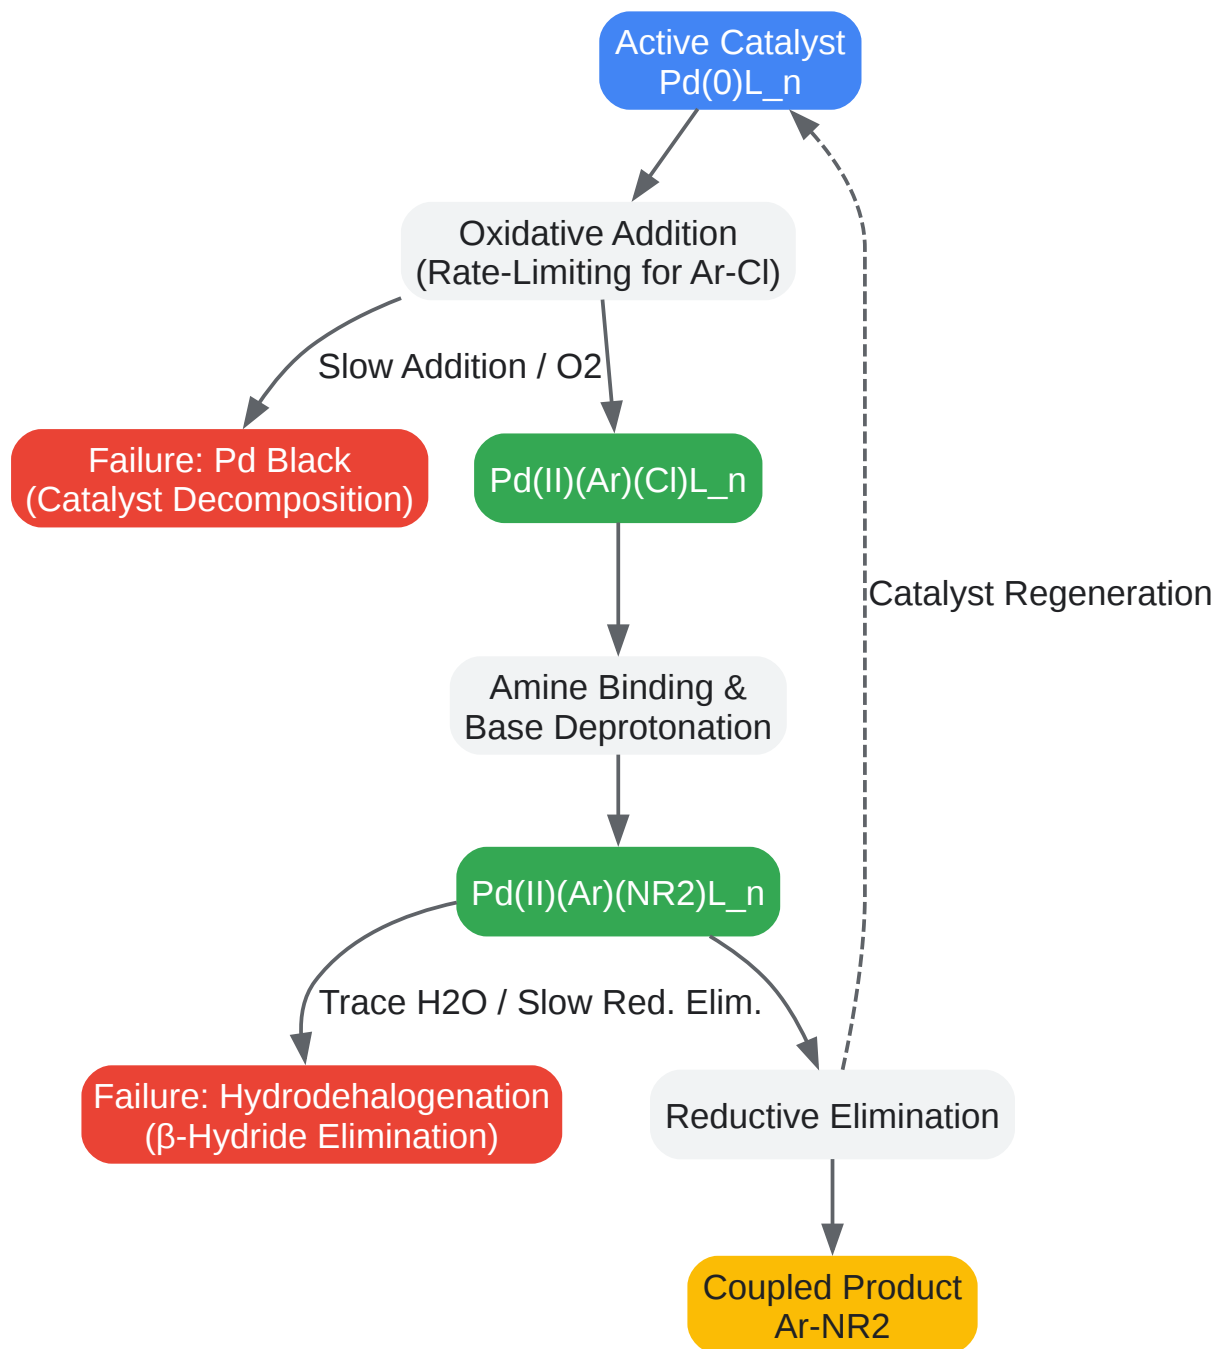 Active Catalyst
Pd(0)L_n
Oxidative Addition
(Rate-Limiting for Ar-Cl)
Slow Addition / O2
Failure: Pd Black
(Catalyst Decomposition)
Pd(II)(Ar)(Cl)L_n
Catalyst Regeneration
Amine Binding &
Base Deprotonation
Pd(II)(Ar)(NR2)L_n
Trace H2O / Slow Red. Elim.
Failure: Hydrodehalogenation
(β-Hydride Elimination)
Reductive Elimination
Coupled Product
Ar-NR2